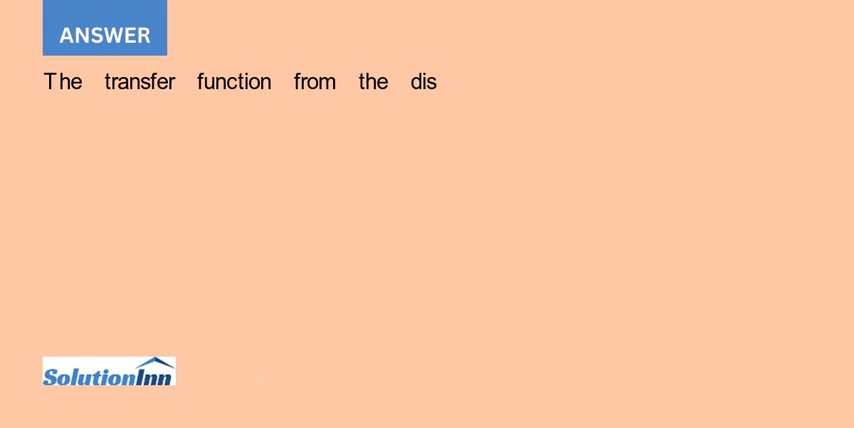 ANSWER
The transfer function from the dis
SolutionInn